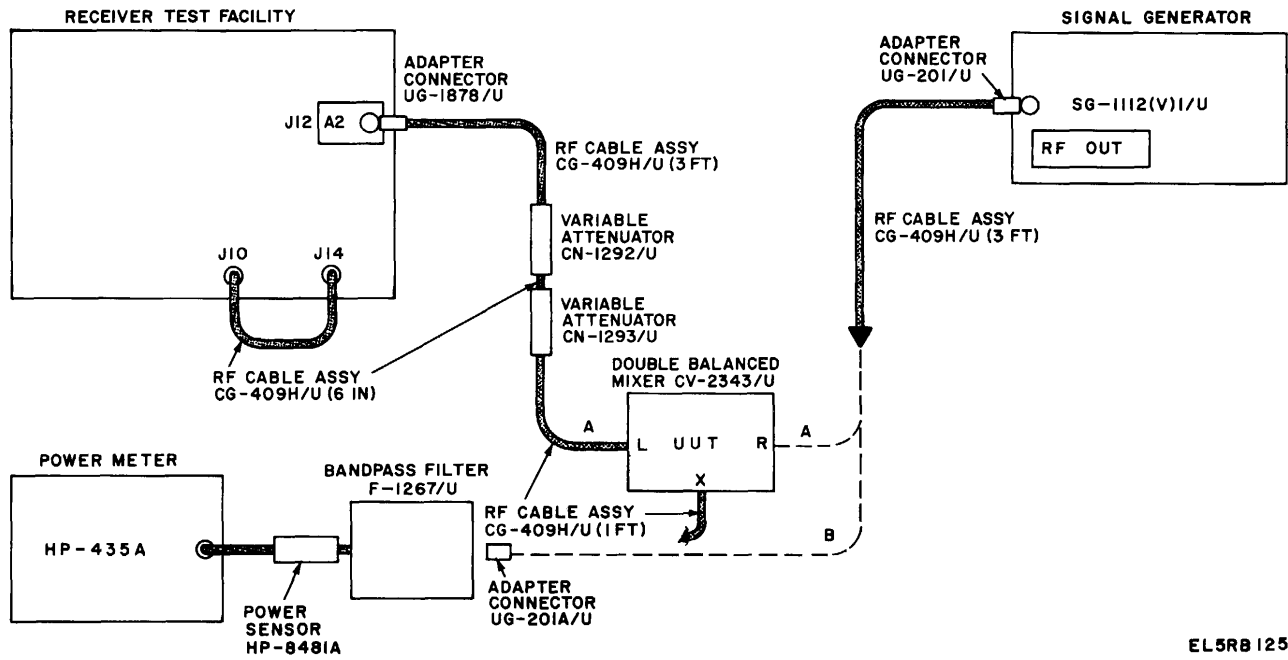 RECEIVER TEST FACILITY
ADAPTER
CONNECTOR
UG-1878/U
J12
A2
RF CABLE ASSY
CG-409H/U (3 FT)
VARIABLE
ATTENUATOR
CN-1292/U
J10
J14
VARIABLE
ATTENUATOR
CN-1293/U
RF CABLE ASSY
CG-409H/U (6 IN)
SIGNAL GENERATOR
ADAPTER
CONNECTOR
UG-201/U
SG-1112(V)1/U
RF OUT
RF CABLE ASSY
CG-409H/U (3 FT)
DOUBLE BALANCED
MIXER CV-2343/U
A
L UUT R
X
A
B
RF CABLE ASSY
CG-409H/U (1 FT)
POWER METER
HP-435A
BANDPASS FILTER
F-1267/U
POWER
SENSOR
HP-8481A
ADAPTER
CONNECTOR
UG-201A/U
EL5RB125